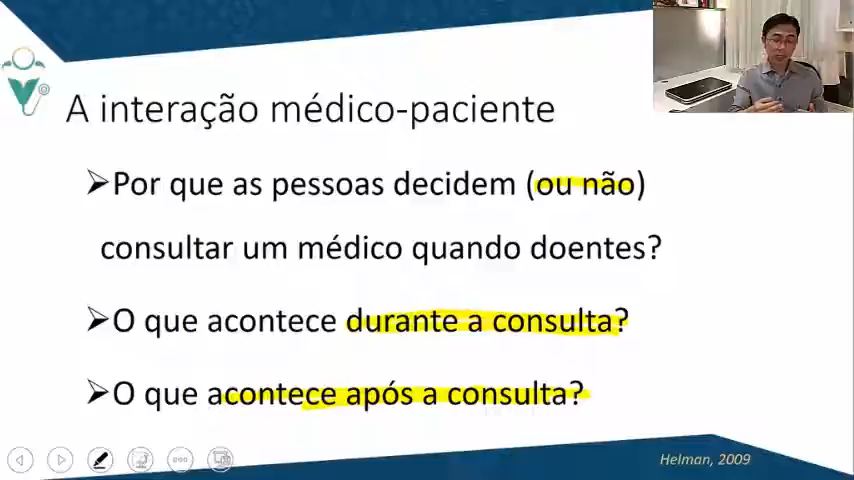 A interação médico-paciente
➢Por que as pessoas decidem (ou não)
consultar um médico quando doentes?
➢O que acontece durante a consulta?
➢O que acontece após a consulta?
Helman, 2009